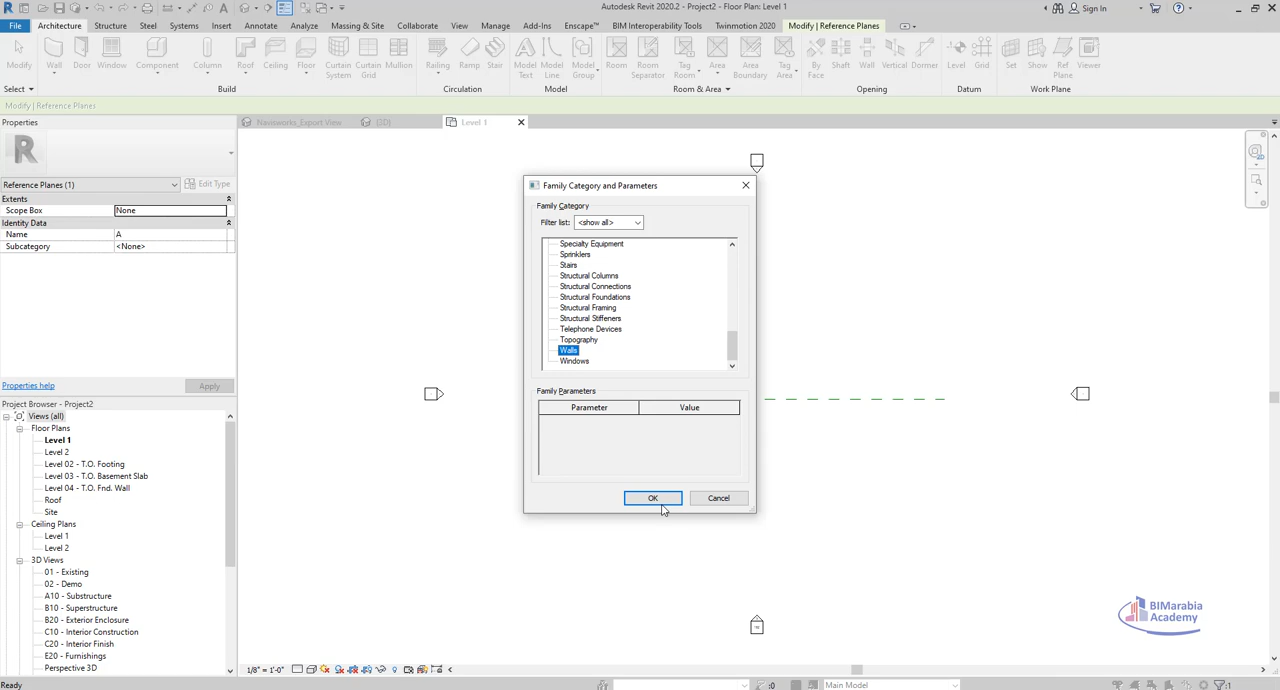 Autodesk Revit 2020.2 - Project2 - Floor Plan: Level 1
Sign In
File Architecture Structure Steel Systems Insert Annotate Analyze Massing & Site Collaborate View Manage Add-Ins Enscape™ BIM Interoperability Tools Twinmotion 2020 Modify | Reference Planes
Modify Wall Door Window Component Column Roof Ceiling Floor Curtain System Curtain Grid Mullion Railing Ramp Stair Model Text Model Line Model Group Room Room Separator Tag Room Area Area Boundary Tag Area By Face Shaft Wall Vertical Dormer Level Grid Set Show Ref Plane Viewer
Select Build Circulation Model Room & Area Opening Datum Work Plane
Modify | Reference Planes
Properties
Navisworks_Export View
{3D}
Level 1
Reference Planes (1)
Edit Type
Extents
Scope Box None
Identity Data
Name A
Subcategory <None>
Properties help
Apply
Project Browser - Project2
Views (all)
Floor Plans
Level 1
Level 2
Level 02 - T.O. Footing
Level 03 - T.O. Basement Slab
Level 04 - T.O. Fnd. Wall
Roof
Site
Ceiling Plans
Level 1
Level 2
3D Views
01 - Existing
02 - Demo
A10 - Substructure
B10 - Superstructure
B20 - Exterior Enclosure
C10 - Interior Construction
C20 - Interior Finish
E20 - Furnishings
Perspective 3D
Family Category and Parameters
Family Category
Filter list: <show all>
Specialty Equipment
Sprinklers
Stairs
Structural Columns
Structural Connections
Structural Foundations
Structural Framing
Structural Stiffeners
Telephone Devices
Topography
Walls
Windows
Family Parameters
Parameter Value
OK Cancel
BIMarabia
Academy
1/8" = 1'-0"
Ready
:0
Main Model
:1